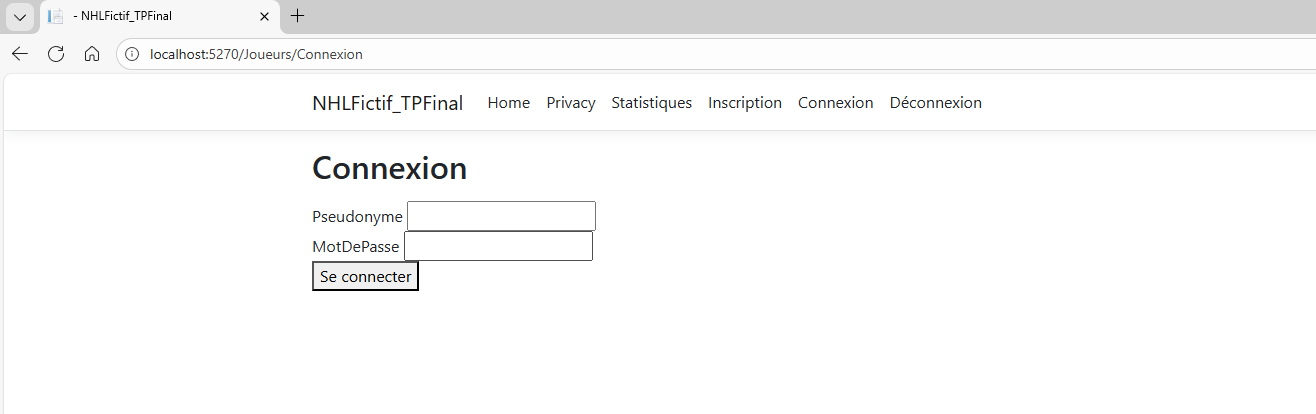 - NHLFictif_TPFinal
localhost:5270/Joueurs/Connexion
NHLFictif_TPFinal Home Privacy Statistiques Inscription Connexion Déconnexion
Connexion
Pseudonyme
MotDePasse
Se connecter